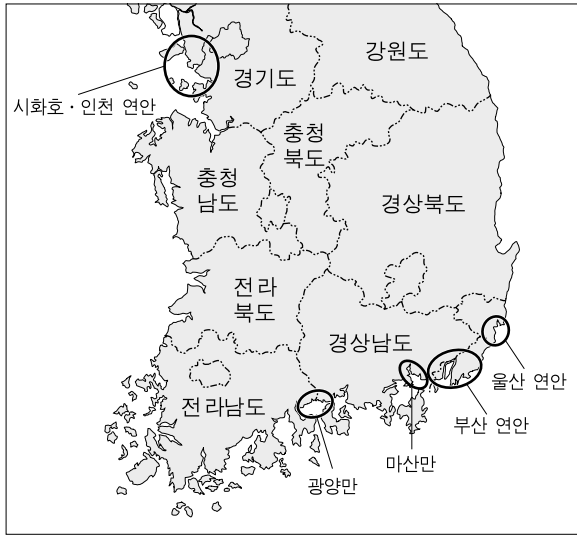 강원도
경기도
시화호·인천 연안
충청
북도
충청
남도
경상북도
전라
북도
경상남도
울산 연안
전라남도
부산 연안
마산만
광양만